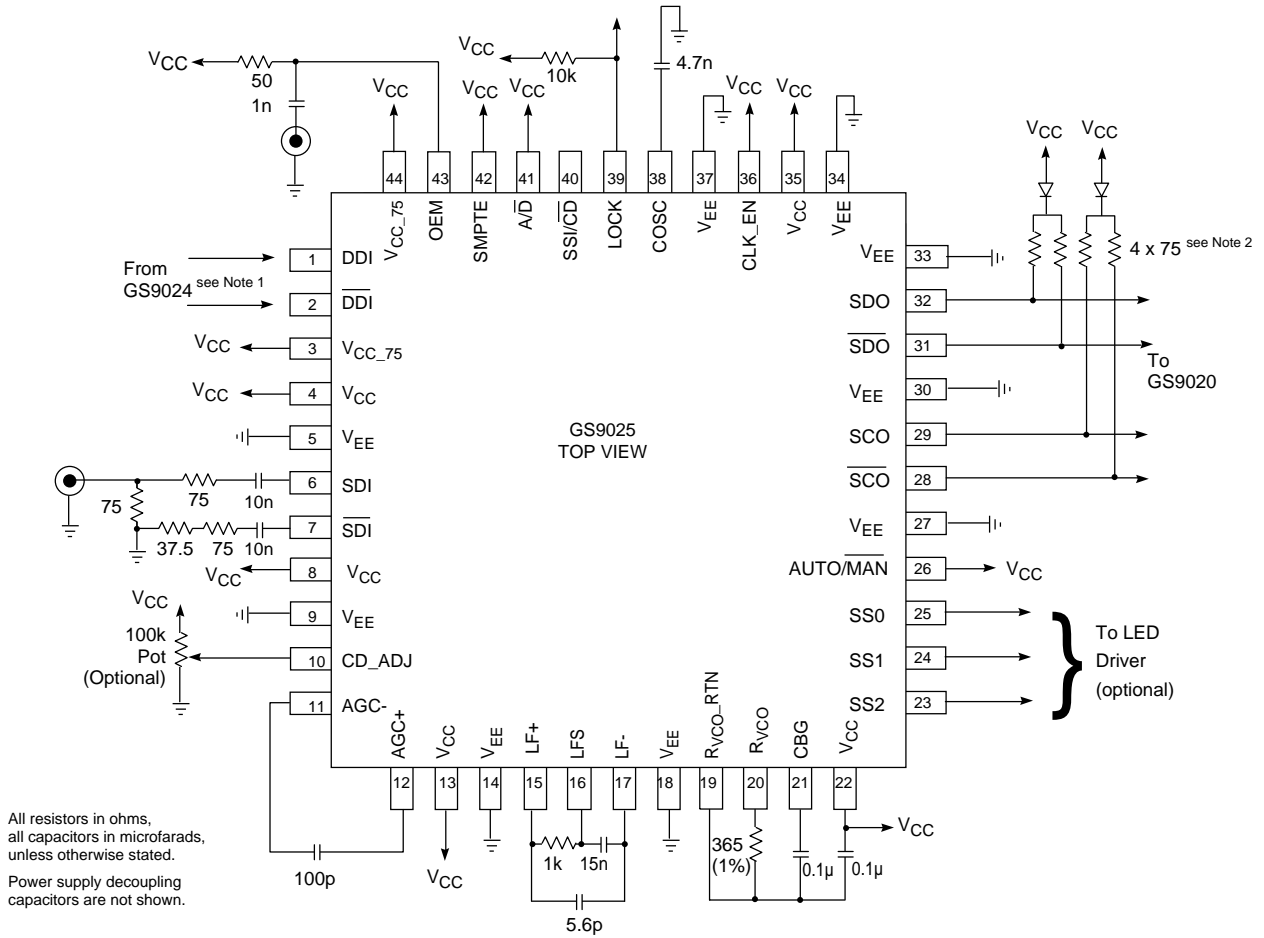 VCC
50
1n
VCC
VCC
VCC
10k
VCC
4.7n
VCC
VCC
VCC
VCC
44
43
42
41
40
39
38
37
36
35
34
VCC_75
OEM
SMPTE
A̅/D
SSI/C̅D̅
LOCK
COSC
VEE
CLK_EN
VCC
VEE
From
GS9024 see Note 1
1 DDI
2 D̅D̅I̅
VCC 3 VCC_75
VCC 4 VCC
5 VEE
75
75
10n
6 SDI
37.5
75
10n
7 S̅D̅I̅
VCC 8 VCC
9 VEE
VCC
100k
Pot
(Optional)
10 CD_ADJ
11 AGC-
GS9025
TOP VIEW
4 x 75 see Note 2
VEE 33
SDO 32
S̅D̅O̅ 31
To
GS9020
VEE 30
SCO 29
S̅C̅O̅ 28
VEE 27
AUTO/M̅A̅N̅ 26 VCC
SS0 25
SS1 24
SS2 23
To LED
Driver
(optional)
AGC+
VCC
VEE
LF+
LFS
LF-
VEE
RVCO_RTN
RVCO
CBG
VCC
12
13
14
15
16
17
18
19
20
21
22
100p
VCC
1k
15n
5.6p
365
(1%)
0.1µ
0.1µ
VCC
All resistors in ohms,
all capacitors in microfarads,
unless otherwise stated.
Power supply decoupling
capacitors are not shown.